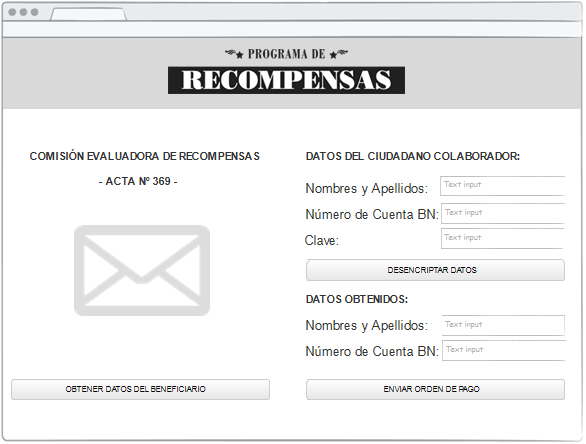 PROGRAMA DE
RECOMPENSAS
COMISIÓN EVALUADORA DE RECOMPENSAS
- ACTA Nº 369 -
OBTENER DATOS DEL BENEFICIARIO
DATOS DEL CIUDADANO COLABORADOR:
Nombres y Apellidos: Text input
Número de Cuenta BN: Text input
Clave: Text input
DESENCRIPTAR DATOS
DATOS OBTENIDOS:
Nombres y Apellidos: Text input
Número de Cuenta BN: Text input
ENVIAR ORDEN DE PAGO